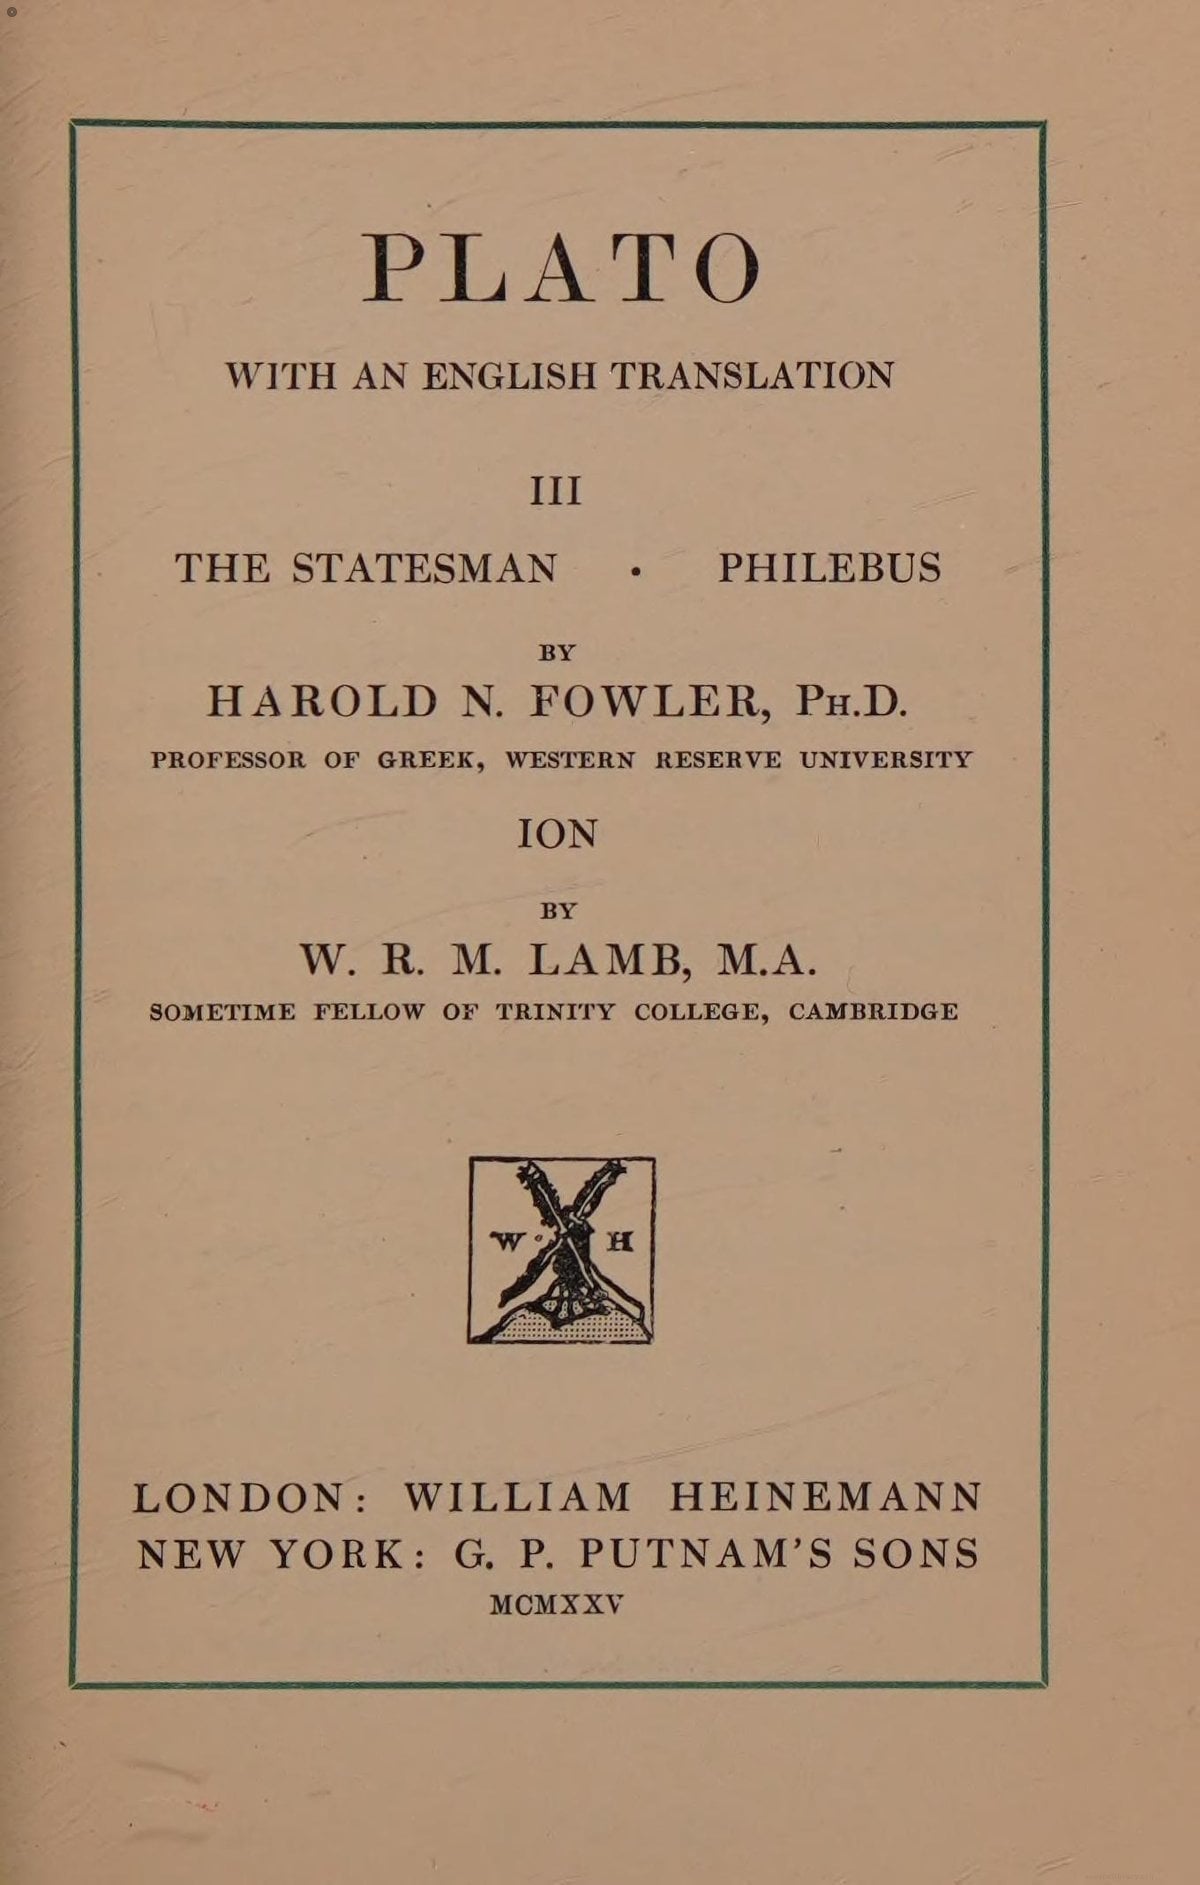 PLATO
WITH AN ENGLISH TRANSLATION
III
THE STATESMAN • PHILEBUS
BY
HAROLD N. FOWLER, PH.D.
PROFESSOR OF GREEK, WESTERN RESERVE UNIVERSITY
ION
BY
W. R. M. LAMB, M.A.
SOMETIME FELLOW OF TRINITY COLLEGE, CAMBRIDGE
W H
LONDON: WILLIAM HEINEMANN
NEW YORK: G. P. PUTNAM'S SONS
MCMXXV